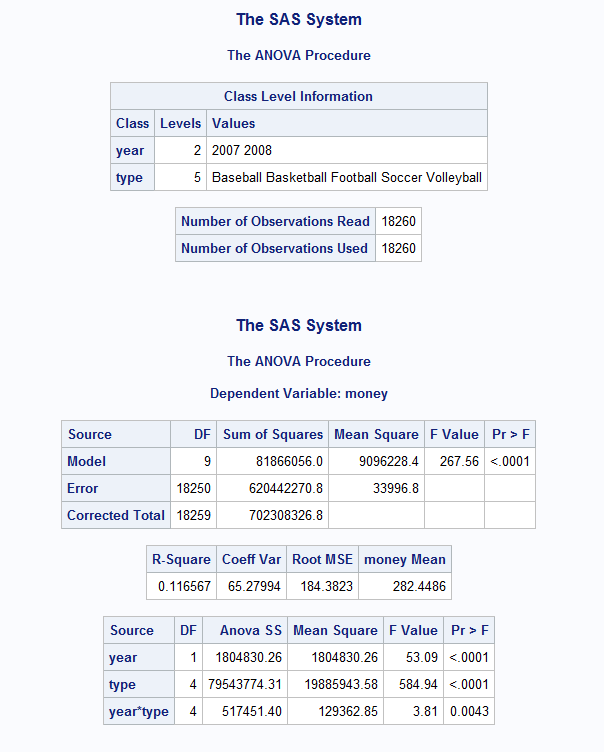 The SAS System
The ANOVA Procedure
Class Level Information
Class Levels Values
year 2 2007 2008
type 5 Baseball Basketball Football Soccer Volleyball
Number of Observations Read 18260
Number of Observations Used 18260
The SAS System
The ANOVA Procedure
Dependent Variable: money
Source DF Sum of Squares Mean Square F Value Pr > F
Model 9 81866056.0 9096228.4 267.56 <.0001
Error 18250 620442270.8 33996.8
Corrected Total 18259 702308326.8
R-Square Coeff Var Root MSE money Mean
0.116567 65.27994 184.3823 282.4486
Source DF Anova SS Mean Square F Value Pr > F
year 1 1804830.26 1804830.26 53.09 <.0001
type 4 79543774.31 19885943.58 584.94 <.0001
year*type 4 517451.40 129362.85 3.81 0.0043